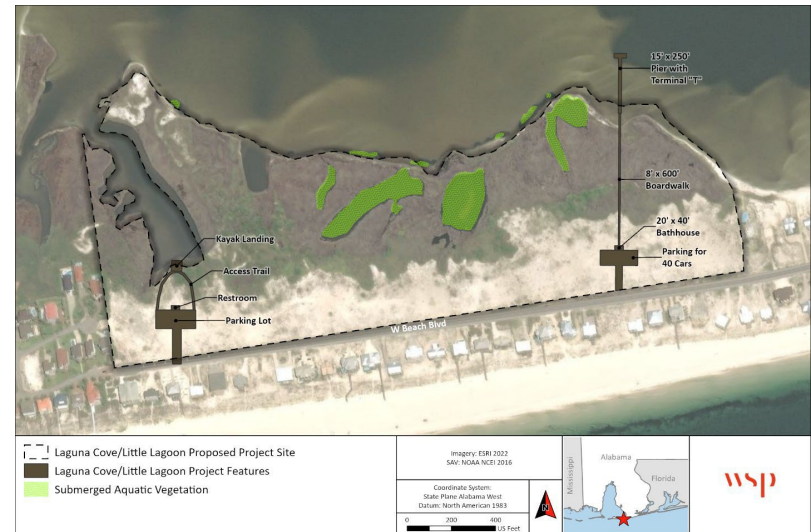 15' x 250'
Pier with
Terminal "T"
8' x 600'
Boardwalk
20' x 40'
Bathhouse
Parking for
40 Cars
Kayak Landing
Access Trail
Restroom
Parking Lot
W Beach Blvd
Laguna Cove/Little Lagoon Proposed Project Site
Laguna Cove/Little Lagoon Project Features
Submerged Aquatic Vegetation
Imagery: ESRI 2022
SAV: NOAA NCEI 2016
Coordinate System:
State Plane Alabama West
Datum: North American 1983
0 200 400
US Feet
N
Mississippi
Alabama
Florida
wsp